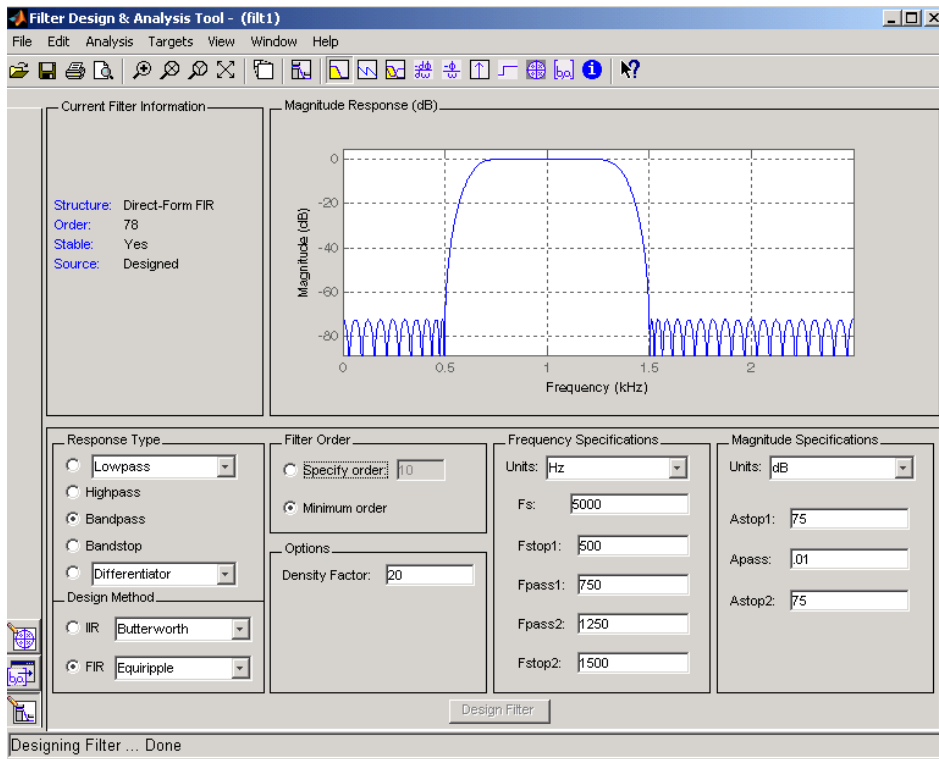 Filter Design & Analysis Tool - (filt1)
File Edit Analysis Targets View Window Help
Current Filter Information
Structure: Direct-Form FIR
Order: 78
Stable: Yes
Source: Designed
Magnitude Response (dB)
0
-20
-40
-60
-80
Magnitude (dB)
0 0.5 1 1.5 2
Frequency (kHz)
Response Type
Lowpass
Highpass
Bandpass
Bandstop
Differentiator
Design Method
IIR Butterworth
FIR Equiripple
Filter Order
Specify order: 10
Minimum order
Options
Density Factor: 20
Frequency Specifications
Units: Hz
Fs: 5000
Fstop1: 500
Fpass1: 750
Fpass2: 1250
Fstop2: 1500
Magnitude Specifications
Units: dB
Astop1: 75
Apass: .01
Astop2: 75
Design Filter
Designing Filter ... Done